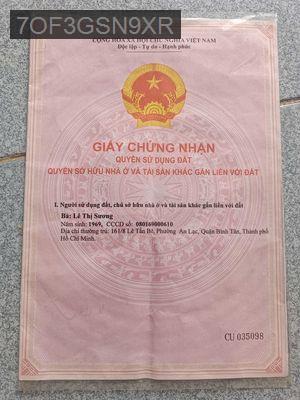 7OF3GSN9XR
CỘNG HÒA XÃ HỘI CHỦ NGHĨA VIỆT NAM
Độc lập - Tự do - Hạnh phúc
GIẤY CHỨNG NHẬN
QUYỀN SỬ DỤNG ĐẤT
QUYỀN SỞ HỮU NHÀ Ở VÀ TÀI SẢN KHÁC GẮN LIỀN VỚI ĐẤT
I. Người sử dụng đất, chủ sở hữu nhà ở và tài sản khác gắn liền với đất
Bà: Lê Thị Sương
Năm sinh: 1969, CCCD số: 080169000610
Địa chỉ thường trú: 161/8 Lê Tấn Bê, Phường An Lạc, Quận Bình Tân, Thành phố
Hồ Chí Minh.
CU 035098